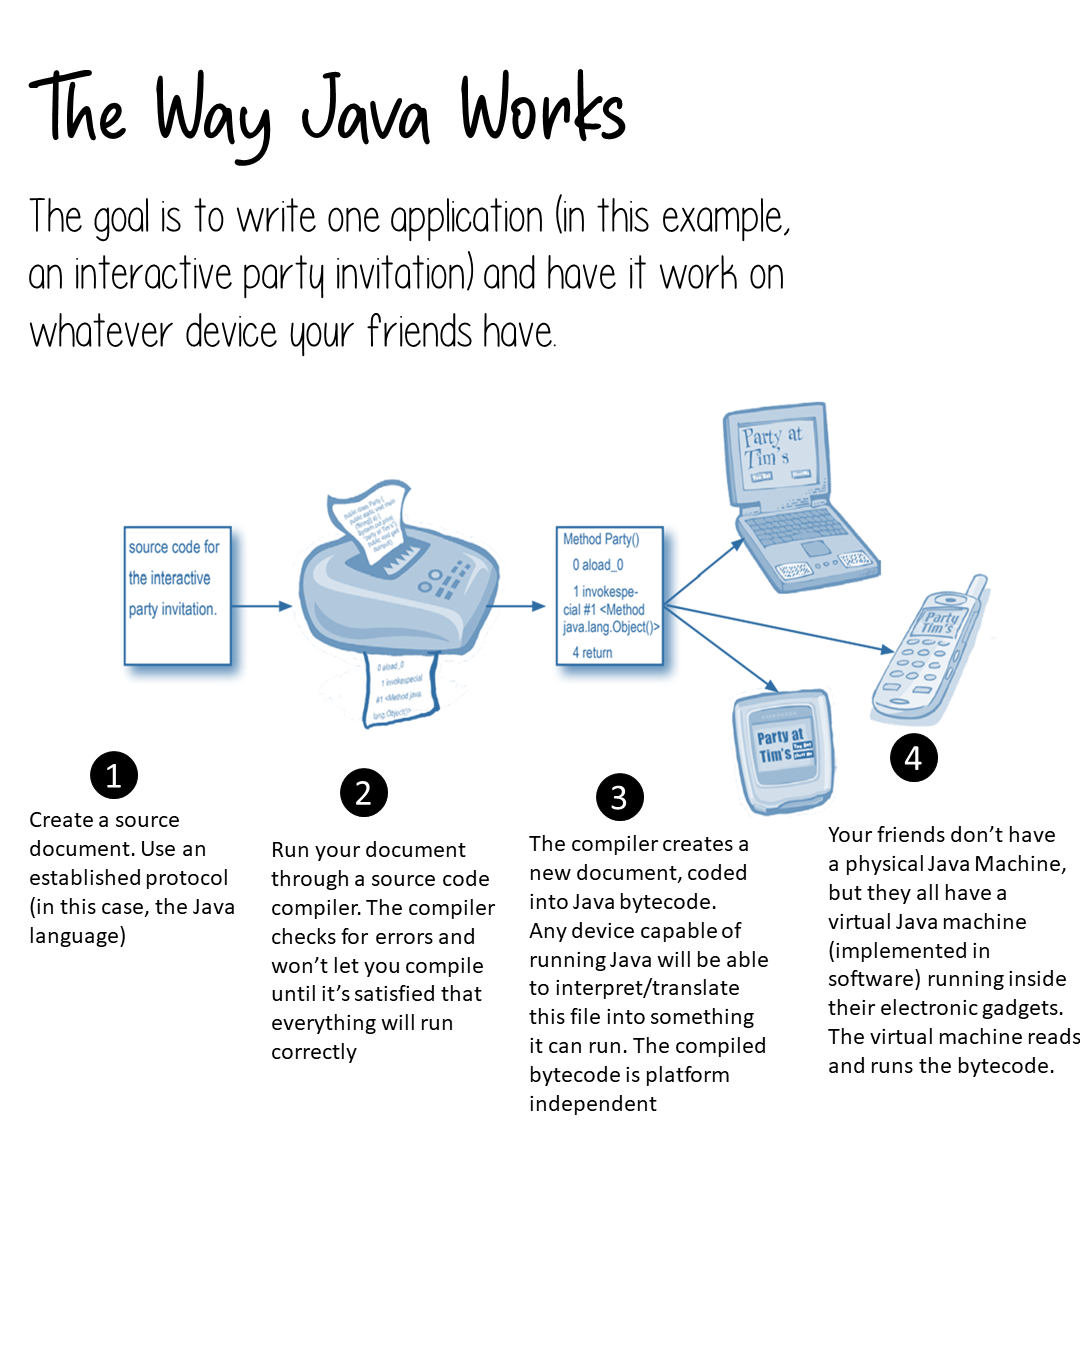 The Way Java Works
The goal is to write one application (in this example,
an interactive party invitation) and have it work on
whatever device your friends have.
source code for
the interactive
party invitation.
0 aload_0
1 invokespecial
#1 <Method java.
lang.Object()>
Method Party()
0 aload_0
1 invokespe-
cial #1 <Method
java.lang.Object()>
4 return
Party at
Tim's
Party
Tim's
Party at
Tim's
1
Create a source
document. Use an
established protocol
(in this case, the Java
language)
2
Run your document
through a source code
compiler. The compiler
checks for errors and
won't let you compile
until it's satisfied that
everything will run
correctly
3
The compiler creates a
new document, coded
into Java bytecode.
Any device capable of
running Java will be able
to interpret/translate
this file into something
it can run. The compiled
bytecode is platform
independent
4
Your friends don't have
a physical Java Machine,
but they all have a
virtual Java machine
(implemented in
software) running inside
their electronic gadgets.
The virtual machine reads
and runs the bytecode.